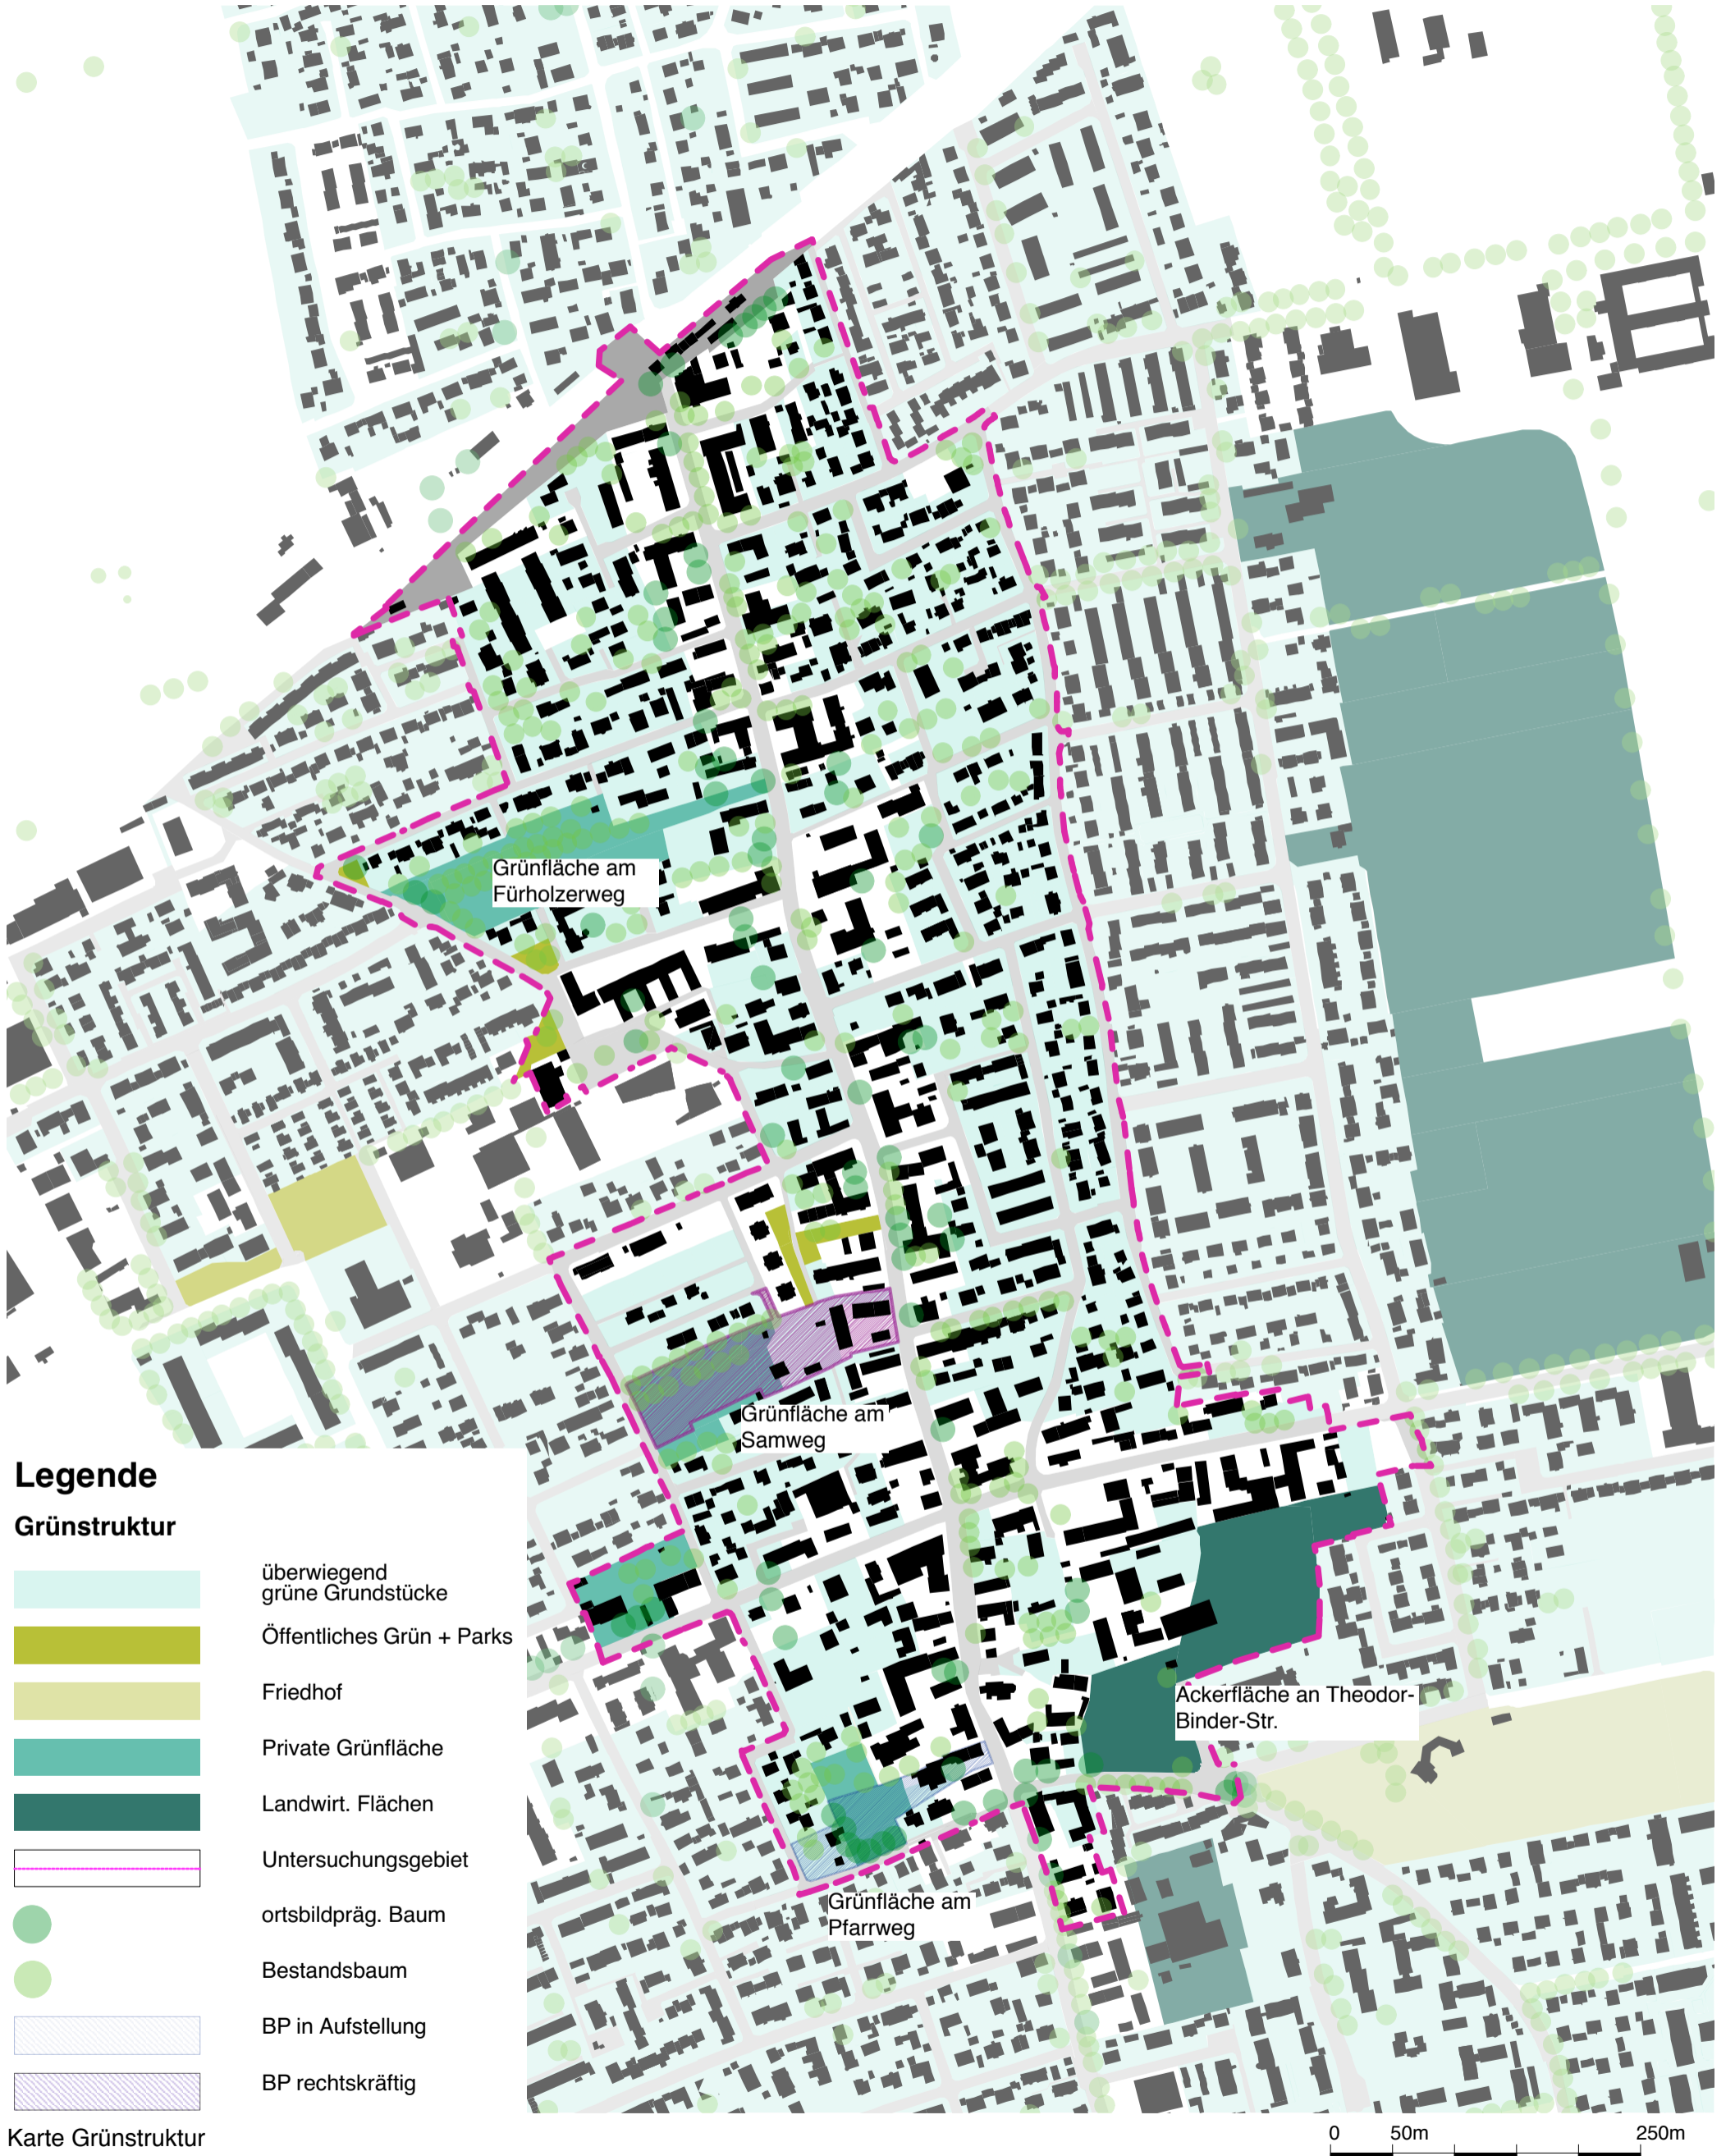 Grünfläche am
Fürholzerweg
Grünfläche am
Samweg
Ackerfläche an Theodor-
Binder-Str.
Grünfläche am
Pfarrweg
Legende
Grünstruktur
überwiegend
grüne Grundstücke
Öffentliches Grün + Parks
Friedhof
Private Grünfläche
Landwirt. Flächen
Untersuchungsgebiet
ortsbildpräg. Baum
Bestandsbaum
BP in Aufstellung
BP rechtskräftig
Karte Grünstruktur
0 50m 250m